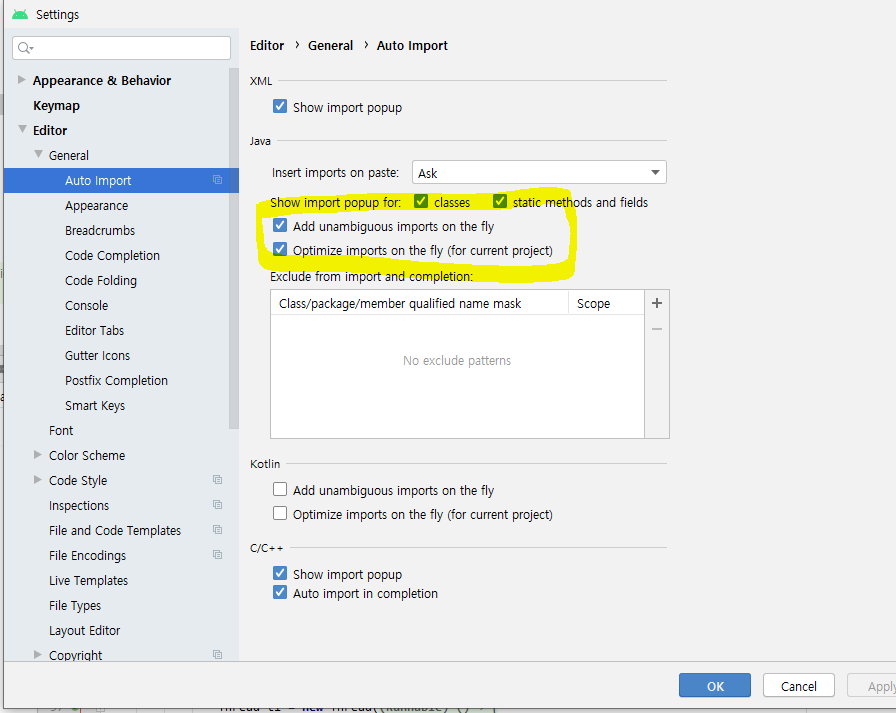 Settings
Editor › General › Auto Import
Appearance & Behavior
Keymap
Editor
General
Auto Import
Appearance
Breadcrumbs
Code Completion
Code Folding
Console
Editor Tabs
Gutter Icons
Postfix Completion
Smart Keys
Font
Color Scheme
Code Style
Inspections
File and Code Templates
File Encodings
Live Templates
File Types
Layout Editor
Copyright
XML
Show import popup
Java
Insert imports on paste: Ask
Show import popup for: classes static methods and fields
Add unambiguous imports on the fly
Optimize imports on the fly (for current project)
Exclude from import and completion:
Class/package/member qualified name mask Scope
No exclude patterns
Kotlin
Add unambiguous imports on the fly
Optimize imports on the fly (for current project)
C/C++
Show import popup
Auto import in completion
OK Cancel Apply